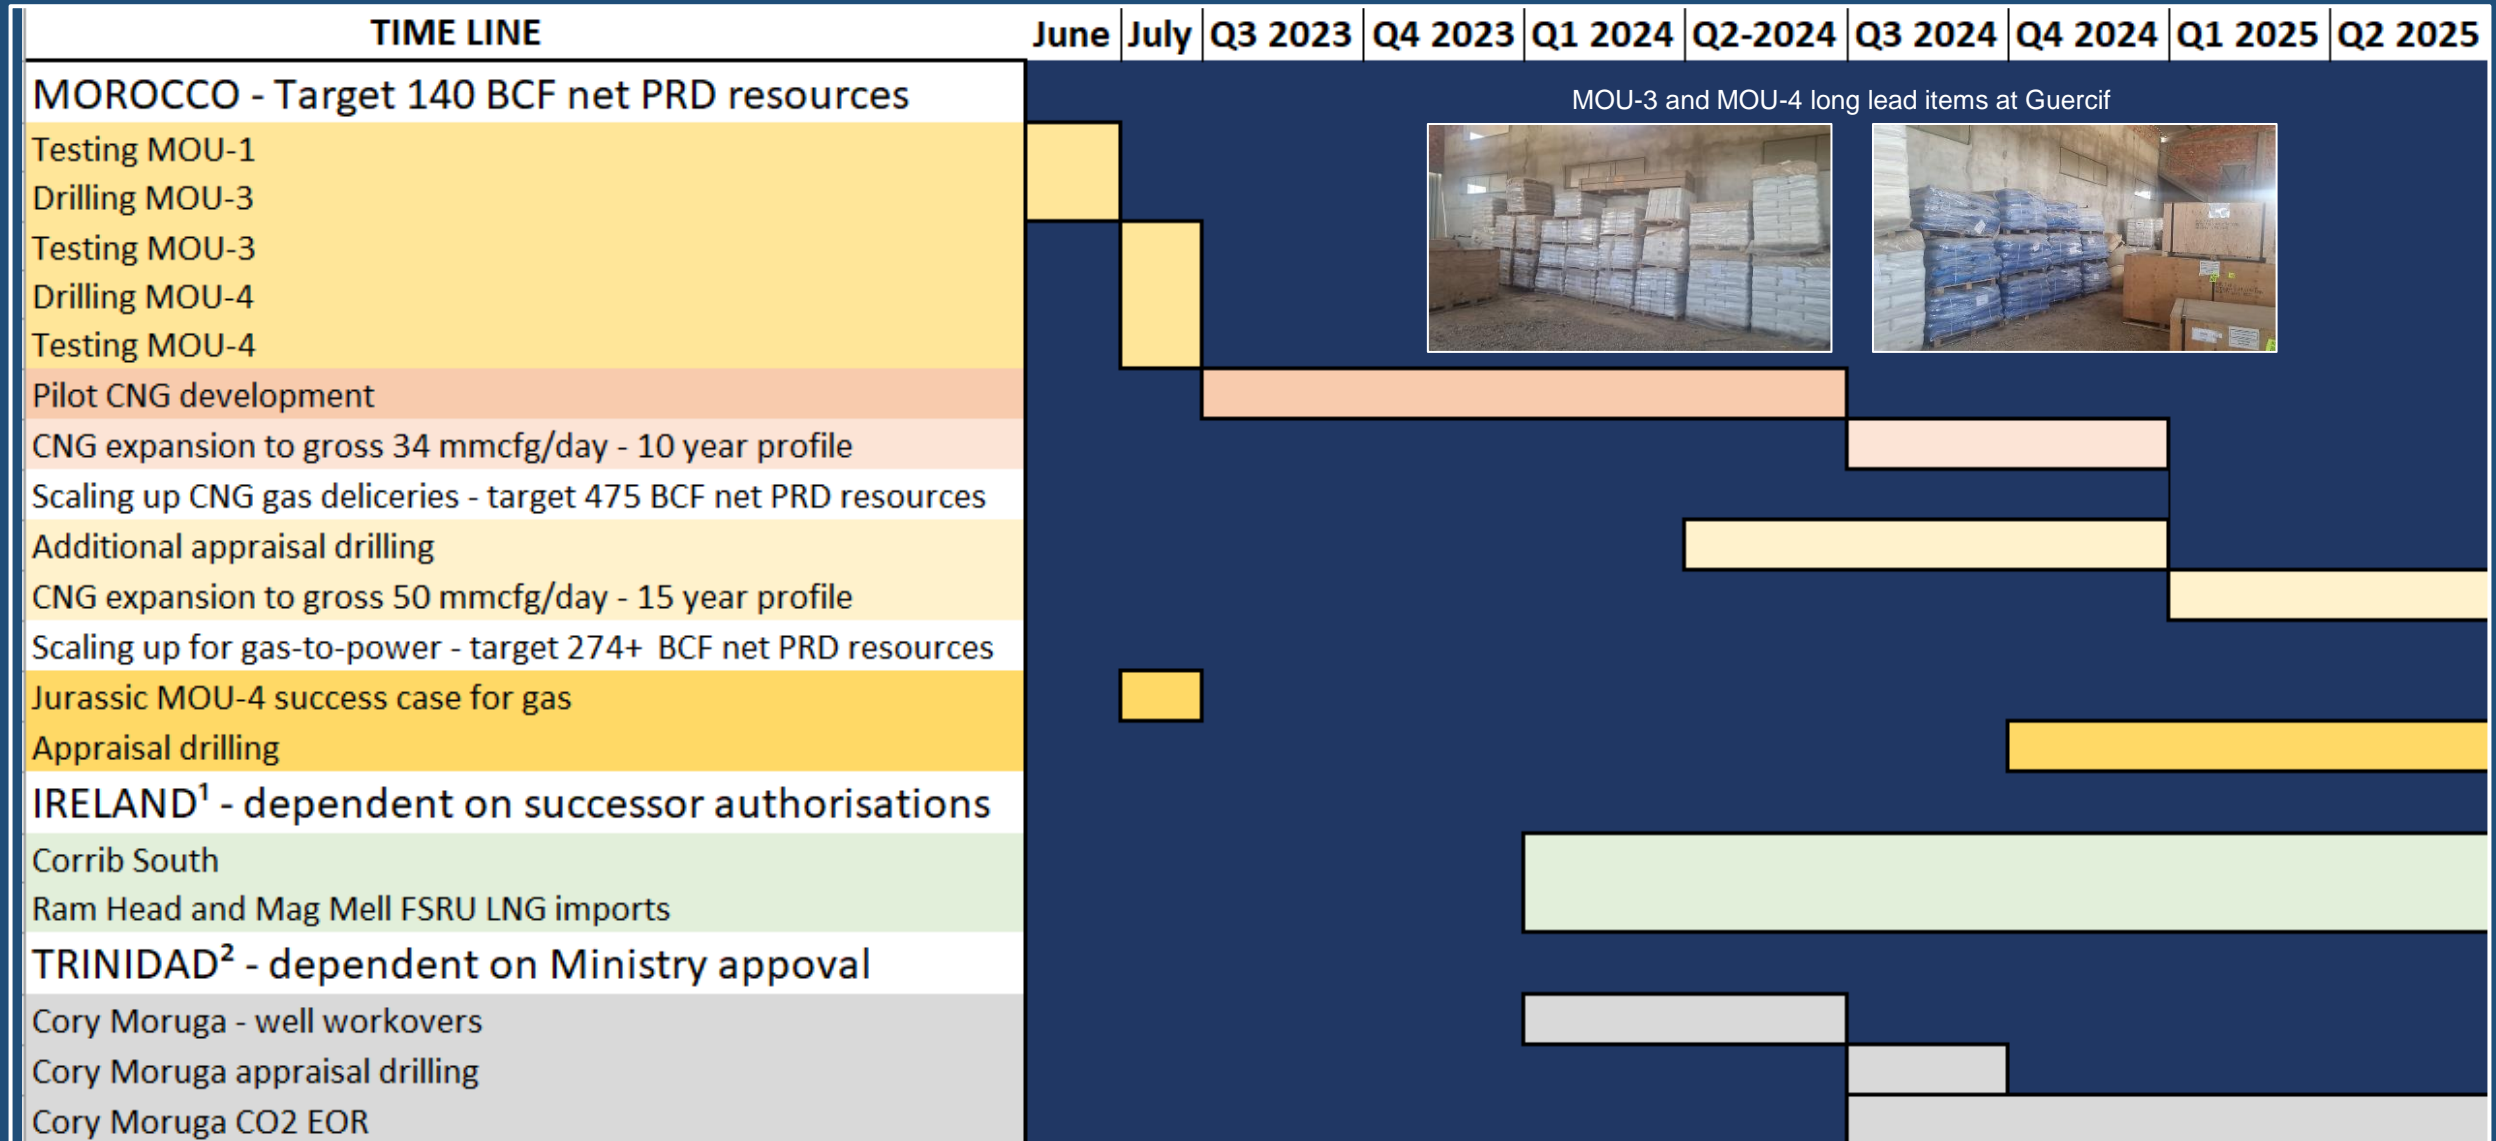 TIME LINE June July Q3 2023 Q4 2023 Q1 2024 Q2-2024 Q3 2024 Q4 2024 Q1 2025 Q2 2025
MOROCCO - Target 140 BCF net PRD resources
MOU-3 and MOU-4 long lead items at Guercif
Testing MOU-1
Drilling MOU-3
Testing MOU-3
Drilling MOU-4
Testing MOU-4
Pilot CNG development
CNG expansion to gross 34 mmcfg/day - 10 year profile
Scaling up CNG gas deliceries - target 475 BCF net PRD resources
Additional appraisal drilling
CNG expansion to gross 50 mmcfg/day - 15 year profile
Scaling up for gas-to-power - target 274+ BCF net PRD resources
Jurassic MOU-4 success case for gas
Appraisal drilling
IRELAND¹ - dependent on successor authorisations
Corrib South
Ram Head and Mag Mell FSRU LNG imports
TRINIDAD² - dependent on Ministry appoval
Cory Moruga - well workovers
Cory Moruga appraisal drilling
Cory Moruga CO2 EOR